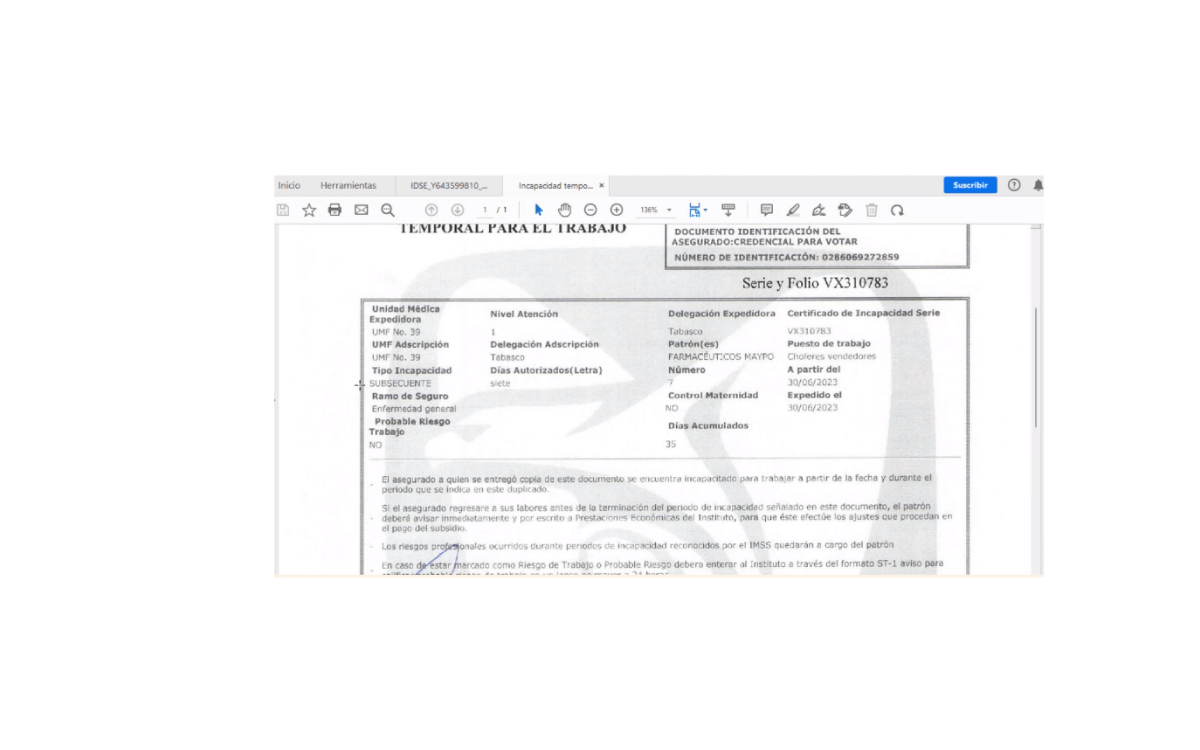 Inicio Herramientas IDSE_Y643599810_... Incapacidad tempo... ×
Suscribir
1 / 1 136%
TEMPORAL PARA EL TRABAJO
DOCUMENTO IDENTIFICACIÓN DEL
ASEGURADO:CREDENCIAL PARA VOTAR
NÚMERO DE IDENTIFICACIÓN: 0286069272859
Serie y Folio VX310783
Unidad Médica
Expedidora
Nivel Atención
Delegación Expedidora
Certificado de Incapacidad Serie
UMF No. 39
1
Tabasco
VX310783
UMF Adscripción
Delegación Adscripción
Patrón(es)
Puesto de trabajo
UMF No. 39
Tabasco
FARMACÉUTICOS MAYPO
Choferes vendedores
Tipo Incapacidad
Días Autorizados(Letra)
Número
A partir del
SUBSECUENTE
siete
7
30/06/2023
Ramo de Seguro
Control Maternidad
Expedido el
Enfermedad general
NO
30/06/2023
Probable Riesgo
Trabajo
Días Acumulados
NO
35
El asegurado a quien se entregó copia de este documento se encuentra incapacitado para trabajar a partir de la fecha y durante el
periodo que se indica en este duplicado.
Si el asegurado regresare a sus labores antes de la terminación del periodo de incapacidad señalado en este documento, el patrón
deberá avisar inmediatamente y por escrito a Prestaciones Económicas del Instituto, para que éste efectúe los ajustes que procedan en
el pago del subsidio.
Los riesgos profesionales ocurridos durante periodos de incapacidad reconocidos por el IMSS quedarán a cargo del patrón
En caso de estar marcado como Riesgo de Trabajo o Probable Riesgo debera enterar al Instituto a través del formato ST-1 aviso para